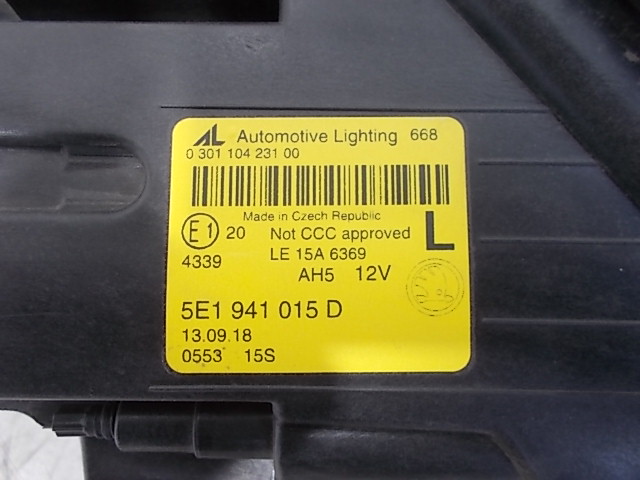 AL Automotive Lighting 668
0 301 104 231 00
Made in Czech Republic
E1 20 Not CCC approved L
4339 LE 15A 6369
AH5 12V
5E1 941 015 D
13.09.18
0553 15S